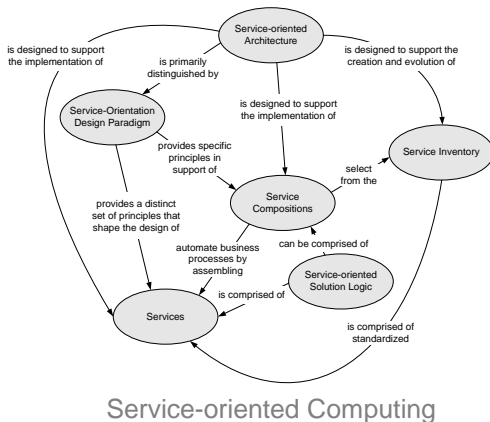 Service-oriented
Architecture
is designed to support
the implementation of
is primarily
distinguished by
is designed to support the
creation and evolution of
Service-Orientation
Design Paradigm
is designed to support
the implementation of
provides specific
principles in
support of
Service Inventory
select
from the
Service
Compositions
provides a distinct
set of principles that
shape the design of
automate business
processes by
assembling
can be comprised of
Service-oriented
Solution Logic
is comprised of
Services
is comprised of
standardized
Service-oriented Computing